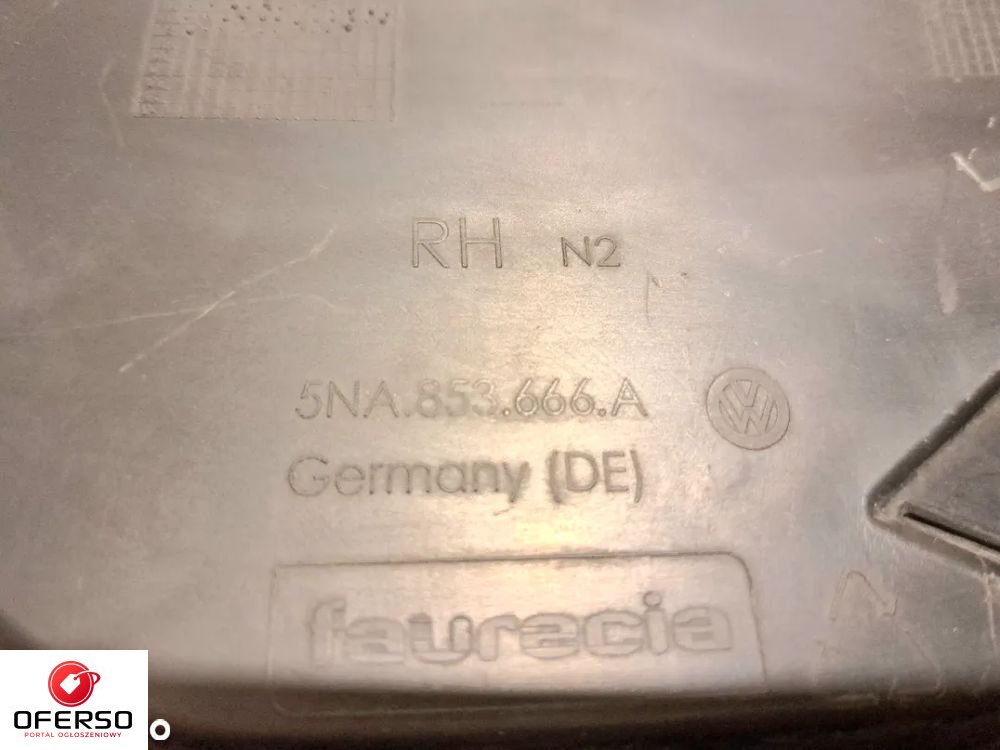 RH N2
5NA.853.666.A
Germany (DE)
faurecia
OFERSO
PORTAL OGŁOSZENIOWY